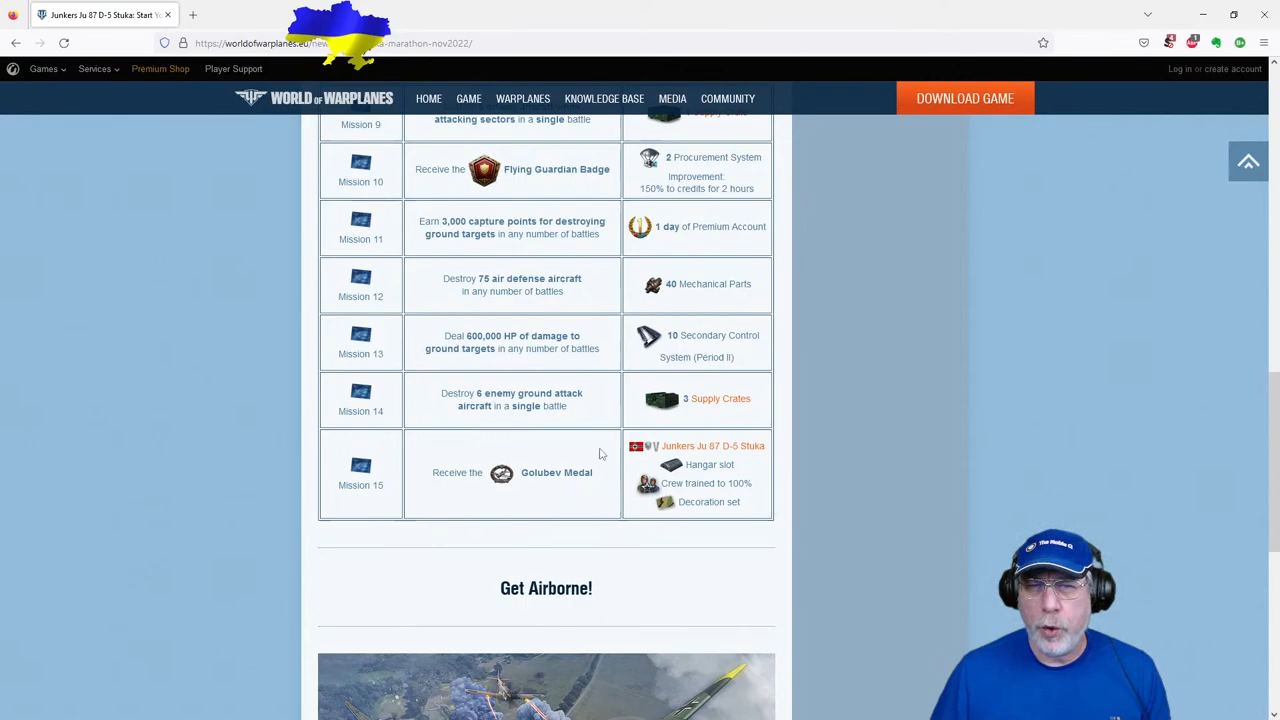 Junkers Ju 87 D-5 Stuka: Start Yo
https://worldofwarplanes.eu/ne
a-marathon-nov2022/
Games Services Premium Shop Player Support
Log in or create account
WORLD OF WARPLANES HOME GAME WARPLANES KNOWLEDGE BASE MEDIA COMMUNITY
DOWNLOAD GAME
Mission 9
attacking sectors in a single battle
Mission 10
Receive the Flying Guardian Badge
2 Procurement System
Improvement:
150% to credits for 2 hours
Mission 11
Earn 3,000 capture points for destroying
ground targets in any number of battles
1 day of Premium Account
Mission 12
Destroy 75 air defense aircraft
in any number of battles
40 Mechanical Parts
Mission 13
Deal 600,000 HP of damage to
ground targets in any number of battles
10 Secondary Control
System (Period II)
Mission 14
Destroy 6 enemy ground attack
aircraft in a single battle
3 Supply Crates
Mission 15
Receive the Golubev Medal
Junkers Ju 87 D-5 Stuka
Hangar slot
Crew trained to 100%
Decoration set
Get Airborne!